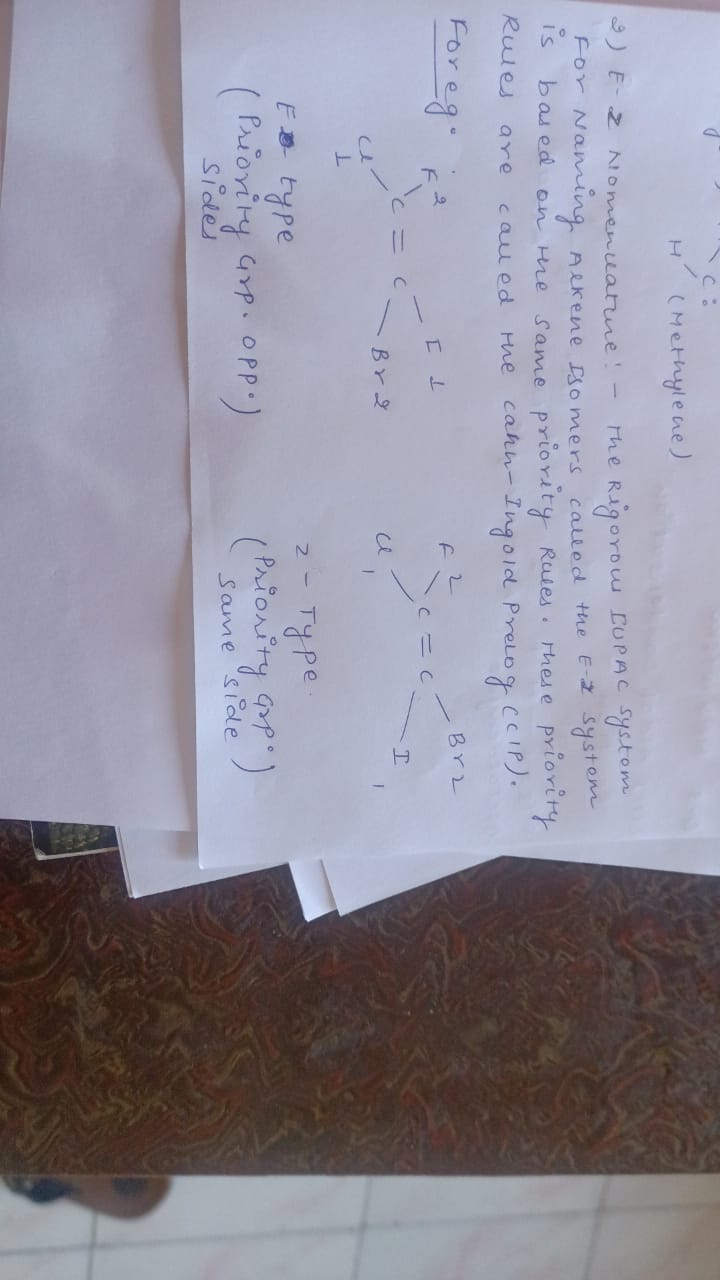 C:
H (Methylene)
2) E-Z Nomenclature! - The Rigorous IUPAC system
For Naming Alkene Isomers called the E-Z system
is based on the same priority Rules. These priority
Rules are called the cahn-Ingold Prelog (CIP).
For eg. F 2 I 1 F 2 Br 2
C = C C = C
Cl 1 Br 2 Cl 1 I 1
E - type Z - Type.
(Priority Grp. opp.) (Priority Grp.)
sides same side